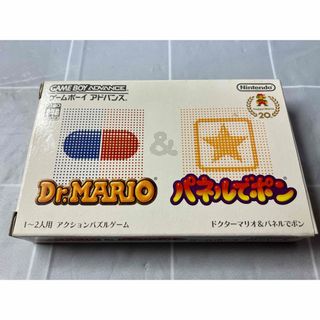 GAME BOY ADVANCE
ゲームボーイ アドバンス
Nintendo
20
&
Dr.MARIO
パネルでポン
1〜2人用 アクションパズルゲーム
ドクターマリオ&パネルでポン